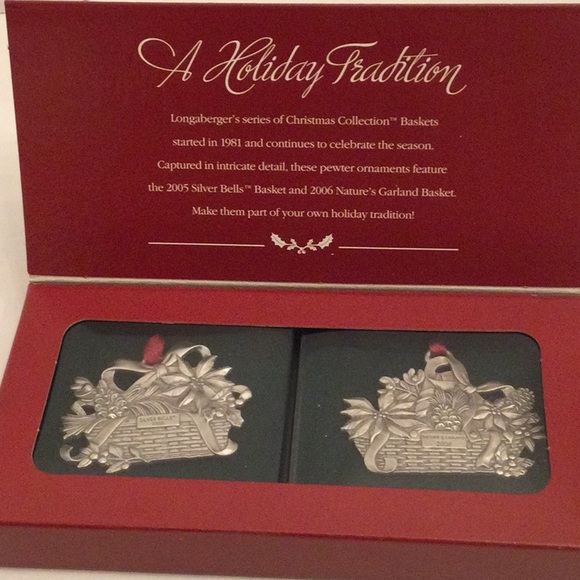 A Holiday Tradition
Longaberger's series of Christmas Collection™ Baskets
started in 1981 and continues to celebrate the season.
Captured in intricate detail, these pewter ornaments feature
the 2005 Silver Bells™ Basket and 2006 Nature's Garland Basket.
Make them part of your own holiday tradition!
SILVER BELLS™